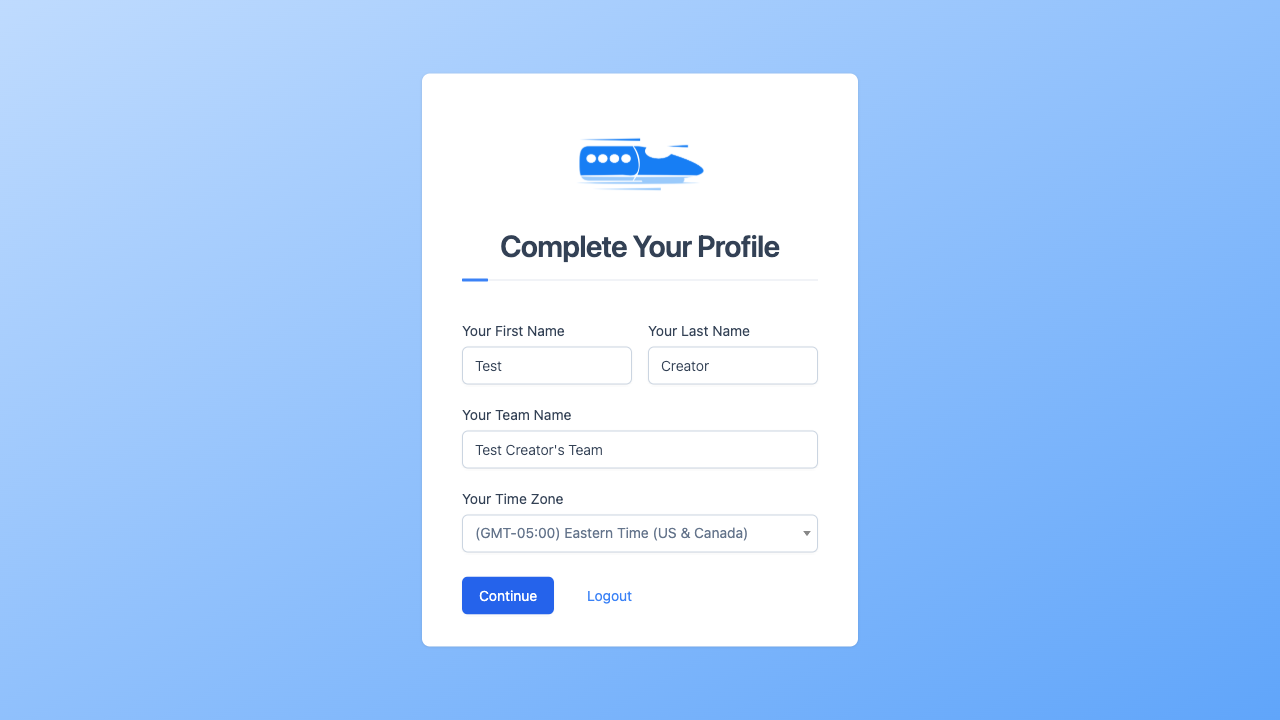 Complete Your Profile
Your First Name Your Last Name
Test Creator
Your Team Name
Test Creator's Team
Your Time Zone
(GMT-05:00) Eastern Time (US & Canada)
Continue Logout